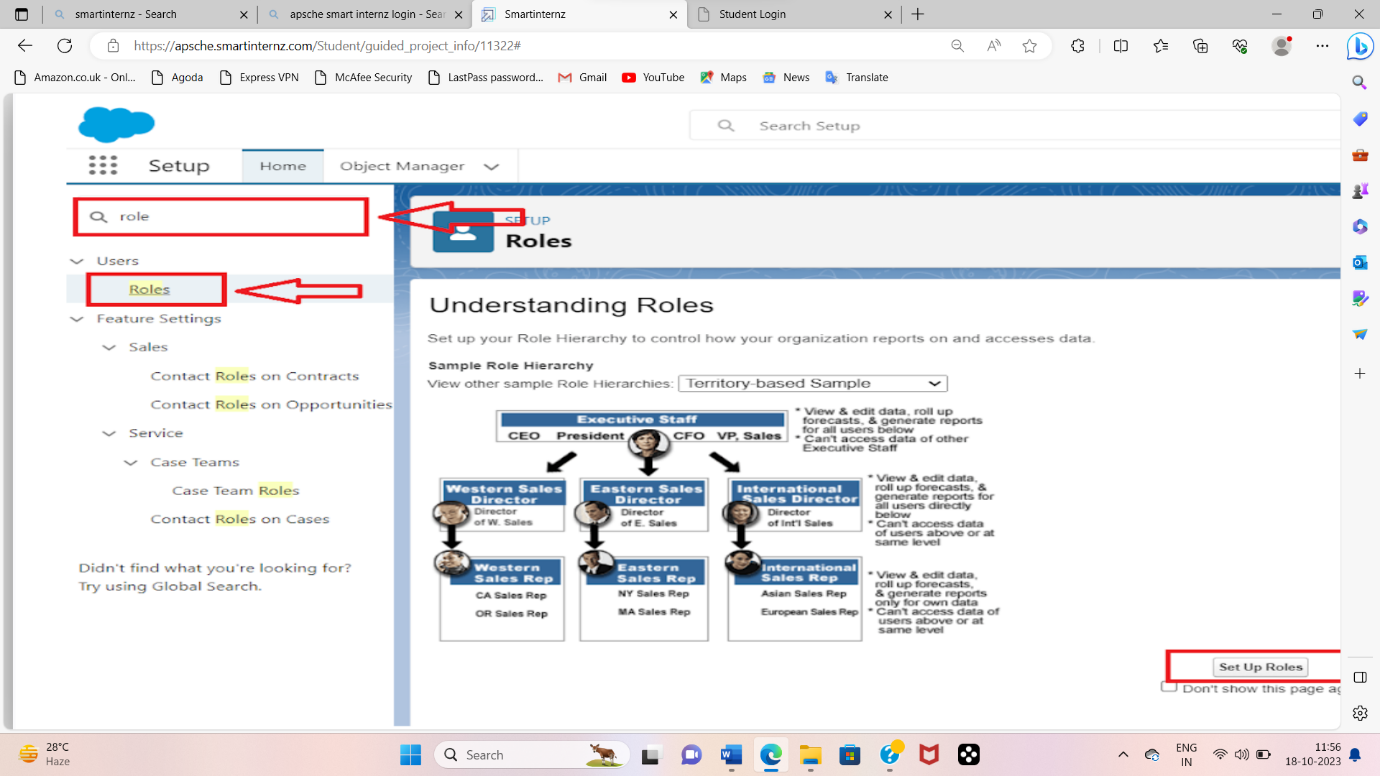 smartinternz - Search
apsche smart internz login - Sear
Smartinternz
Student Login
https://apsche.smartinternz.com/Student/guided_project_info/11322#
Amazon.co.uk - Onl...
Agoda
Express VPN
McAfee Security
LastPass password...
Gmail
YouTube
Maps
News
Translate
Search Setup
Setup
Home
Object Manager
role
SETUP
Roles
Users
Roles
Feature Settings
Sales
Contact Roles on Contracts
Contact Roles on Opportunities
Service
Case Teams
Case Team Roles
Contact Roles on Cases
Didn't find what you're looking for?
Try using Global Search.
Understanding Roles
Set up your Role Hierarchy to control how your organization reports on and accesses data.
Sample Role Hierarchy
View other sample Role Hierarchies: Territory-based Sample
Executive Staff
CEO President CFO VP, Sales
* View & edit data, roll up
forecasts, & generate reports
for all users below
* Can't access data of other
Executive Staff
Western Sales
Director
Director
of W. Sales
Eastern Sales
Director
Director
of E. Sales
International
Sales Director
Director
of Int'l Sales
* View & edit data,
roll up forecasts, &
generate reports for
all users directly
below
* Can't access data
of users above or at
same level
Western
Sales Rep
CA Sales Rep
OR Sales Rep
Eastern
Sales Rep
NY Sales Rep
MA Sales Rep
International
Sales Rep
Asian Sales Rep
European Sales Rep
* View & edit data,
roll up forecasts,
& generate reports
only for own data
* Can't access data of
users above or at
same level
Set Up Roles
Don't show this page ag
28°C
Haze
Search
ENG
IN
11:56
18-10-2023